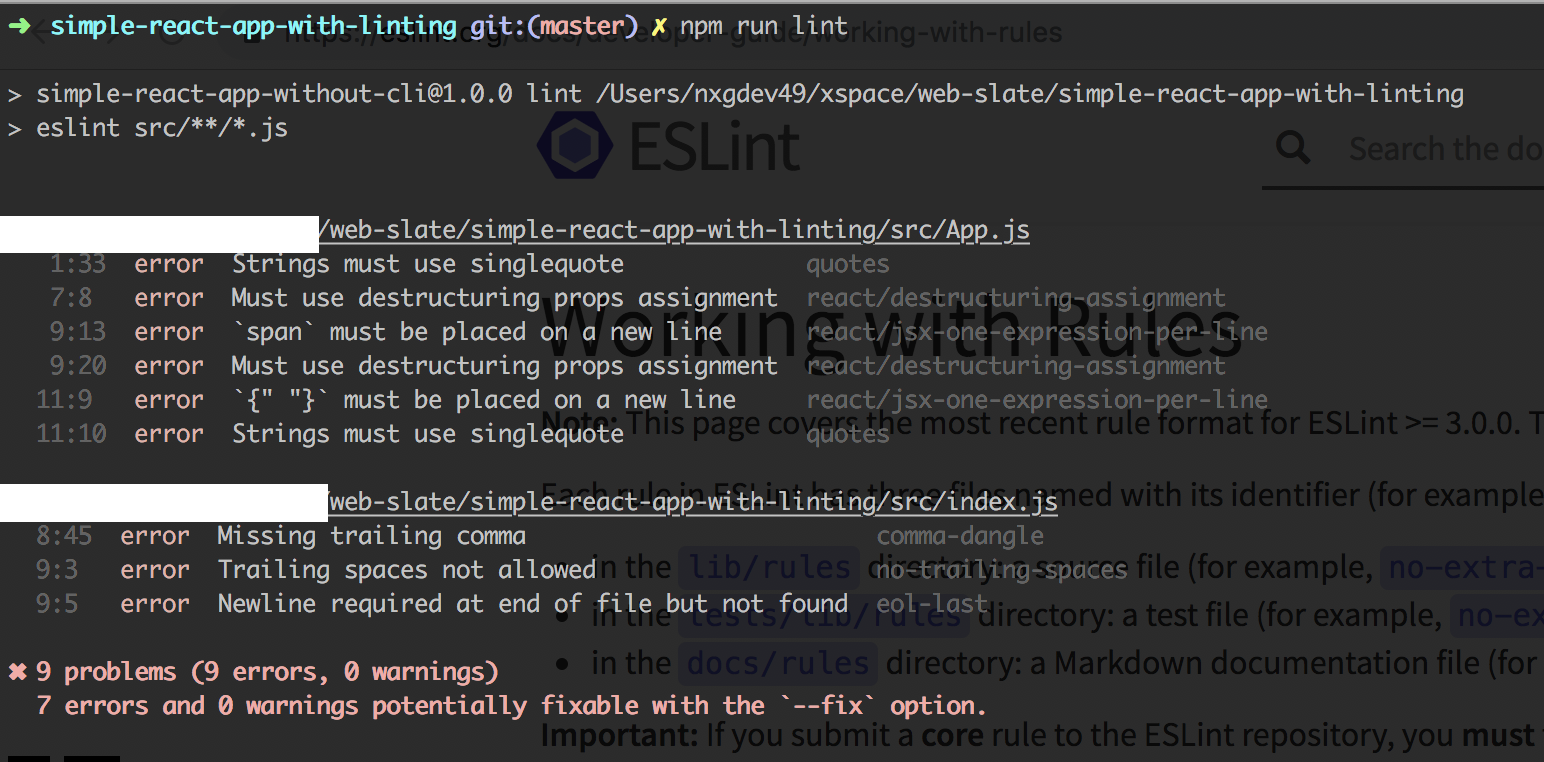 ➜ simple-react-app-with-linting git:(master) ✗ npm run lint
https://eslint.org/docs/developer-guide/working-with-rules
> simple-react-app-without-cli@1.0.0 lint /Users/nxgdev49/xspace/web-slate/simple-react-app-with-linting
> eslint src/**/*.js
ESLint
Search the do
/web-slate/simple-react-app-with-linting/src/App.js
1:33 error Strings must use singlequote quotes
7:8 error Must use destructuring props assignment react/destructuring-assignment
9:13 error `span` must be placed on a new line react/jsx-one-expression-per-line
Working with Rules
9:20 error Must use destructuring props assignment react/destructuring-assignment
11:9 error `{" "}` must be placed on a new line react/jsx-one-expression-per-line
Note: This page covers the most recent rule format for ESLint >= 3.0.0. T
11:10 error Strings must use singlequote quotes
/web-slate/simple-react-app-with-linting/src/index.js
Each rule in ESLint has three files named with its identifier (for example
8:45 error Missing trailing comma comma-dangle
9:3 error Trailing spaces not allowed no-trailing-spaces
in the lib/rules directory: a source file (for example, no-extra-
9:5 error Newline required at end of file but not found eol-last
in the tests/lib/rules directory: a test file (for example, no-ex
✖ 9 problems (9 errors, 0 warnings)
in the docs/rules directory: a Markdown documentation file (for
7 errors and 0 warnings potentially fixable with the `--fix` option.
Important: If you submit a core rule to the ESLint repository, you must